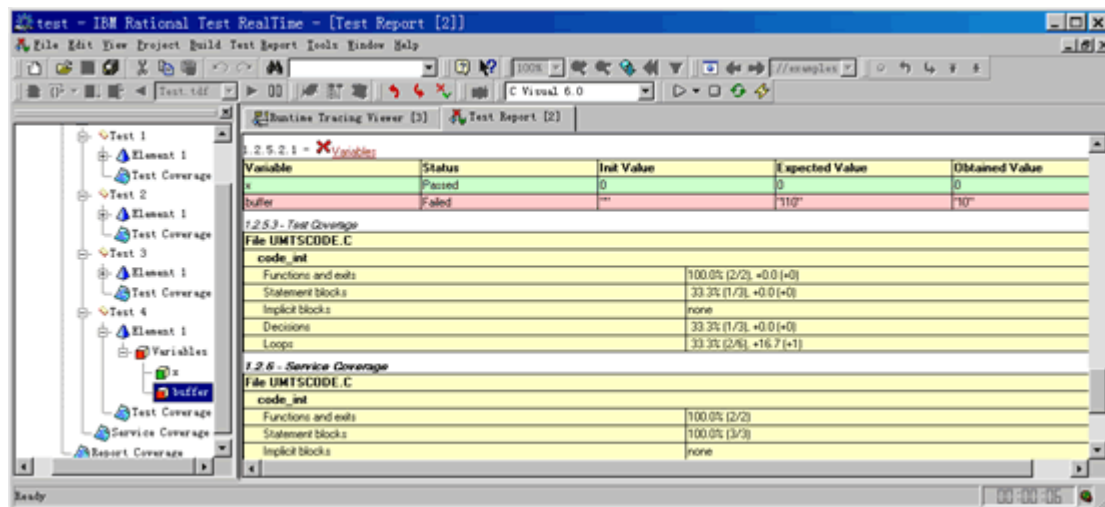 test - IBM Rational Test RealTime - [Test Report [2]]
File Edit View Project Build Test Report Tools Window Help
100% //examples
Test.tdf C Visual 6.0
Runtime Tracing Viewer [3] Test Report [2]
Test 1
Element 1
Test Coverage
Test 2
Element 1
Test Coverage
Test 3
Element 1
Test Coverage
Test 4
Element 1
Variables
x
buffer
Test Coverage
Service Coverage
Report Coverage
1.2.5.2.1 - Variables
Variable Status Init Value Expected Value Obtained Value
x Passed 0 0 0
buffer Failed "" "110" "10"
1.2.5.3 - Test Coverage
File UMTSCODE.C
code_int
Functions and exits 100.0% (2/2), +0.0 (+0)
Statement blocks 33.3% (1/3), +0.0 (+0)
Implicit blocks none
Decisions 33.3% (1/3), +0.0 (+0)
Loops 33.3% (2/6), +16.7 (+1)
1.2.6 - Service Coverage
File UMTSCODE.C
code_int
Functions and exits 100.0% (2/2)
Statement blocks 100.0% (3/3)
Implicit blocks none
Ready 00:00:06